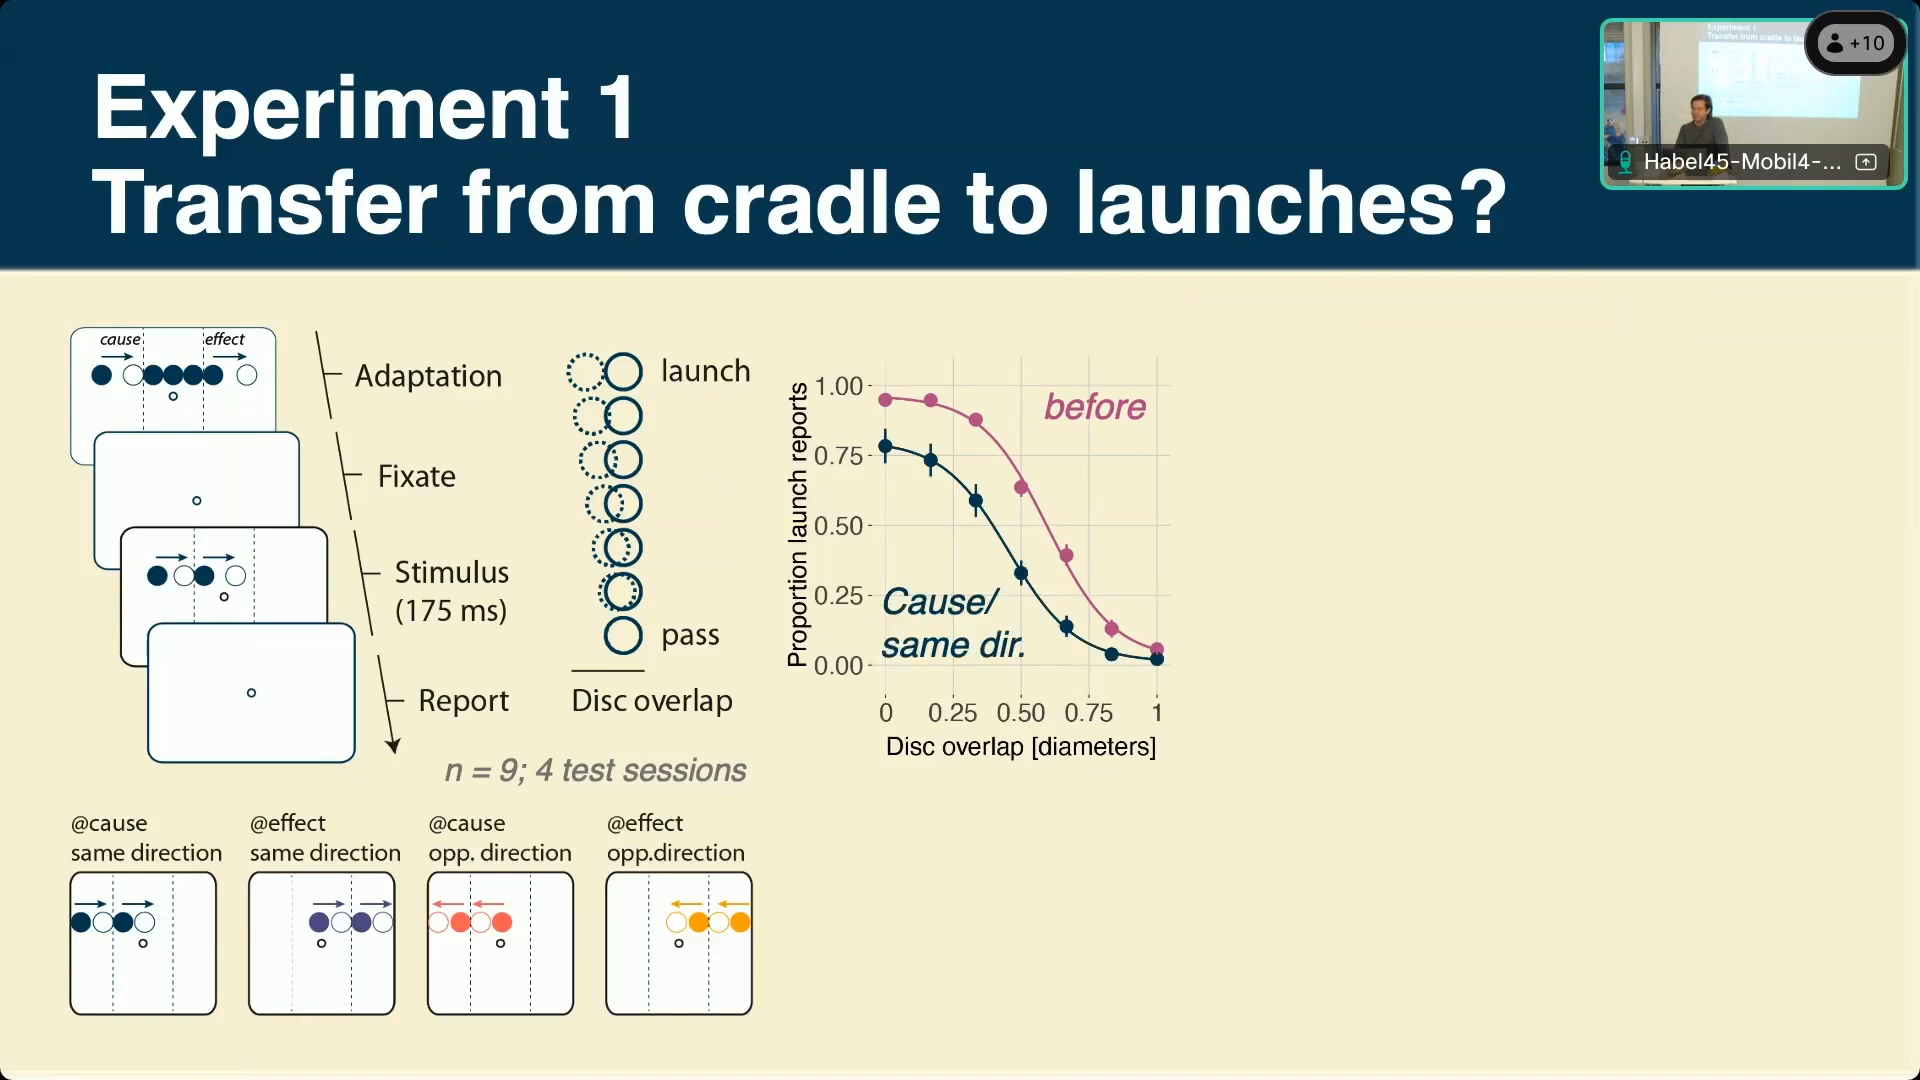 Experiment 1
Transfer from cradle to launches?
+10
Habel45-Mobil4-...
cause
effect
Adaptation
Fixate
Stimulus
(175 ms)
Report
launch
pass
Disc overlap
n = 9; 4 test sessions
Proportion launch reports
1.00
0.75
0.50
0.25
0.00
before
Cause/
same dir.
0 0.25 0.50 0.75 1
Disc overlap [diameters]
@cause
same direction
@effect
same direction
@cause
opp. direction
@effect
opp.direction